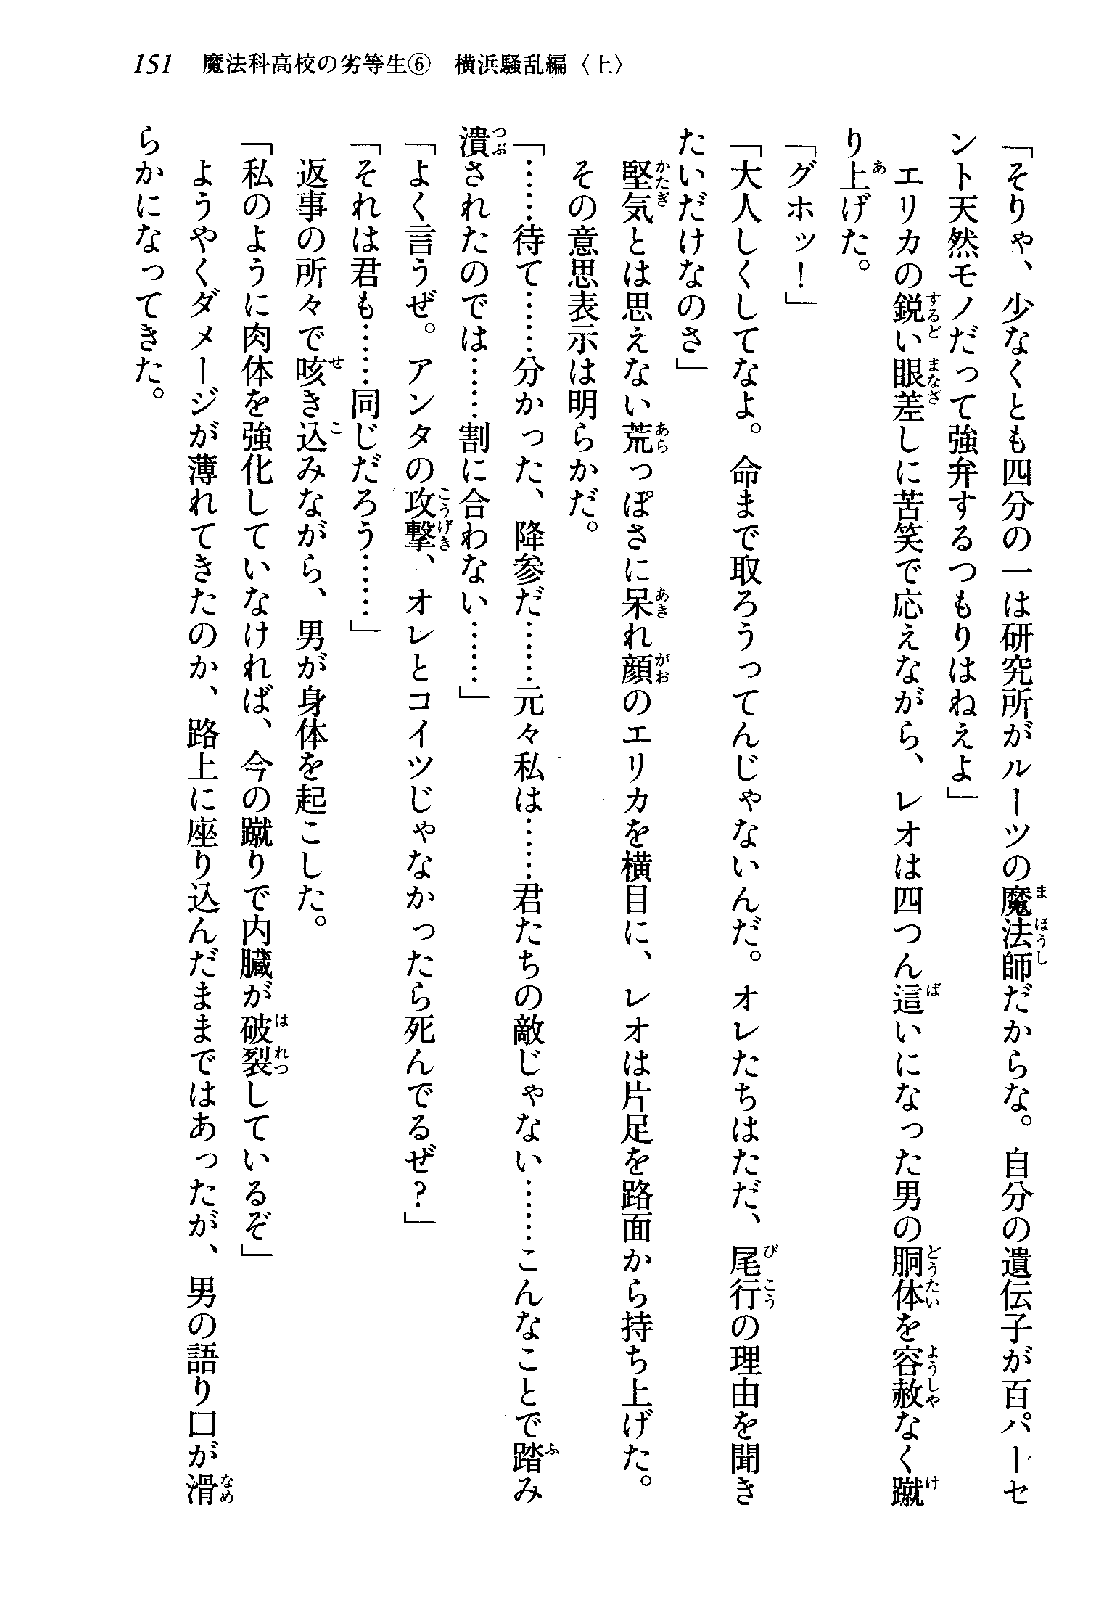 151　魔法科高校の劣等生⑥　横浜騒乱編〈上〉
「そりゃ、少なくとも四分の一は研究所がルーツの魔法師だからな。自分の遺伝子が百パーセ
ント天然モノだって強弁するつもりはねえよ」
　エリカの鋭い眼差しに苦笑で応えながら、レオは四つん這いになった男の胴体を容赦なく蹴
り上げた。
「グホッ！」
「大人しくしてなよ。命まで取ろうってんじゃないんだ。オレたちはただ、尾行の理由を聞き
たいだけなのさ」
　堅気とは思えない荒っぽさに呆れ顔のエリカを横目に、レオは片足を路面から持ち上げた。
　その意思表示は明らかだ。
「……待て……分かった、降参だ……元々私は……君たちの敵じゃない……こんなことで踏み
潰されたのでは……割に合わない……」
「よく言うぜ。アンタの攻撃、オレとコイツじゃなかったら死んでるぜ？」
「それは君も……同じだろう……」
　返事の所々で咳き込みながら、男が身体を起こした。
「私のように肉体を強化していなければ、今の蹴りで内臓が破裂しているぞ」
　ようやくダメージが薄れてきたのか、路上に座り込んだままではあったが、男の語り口が滑
らかになってきた。